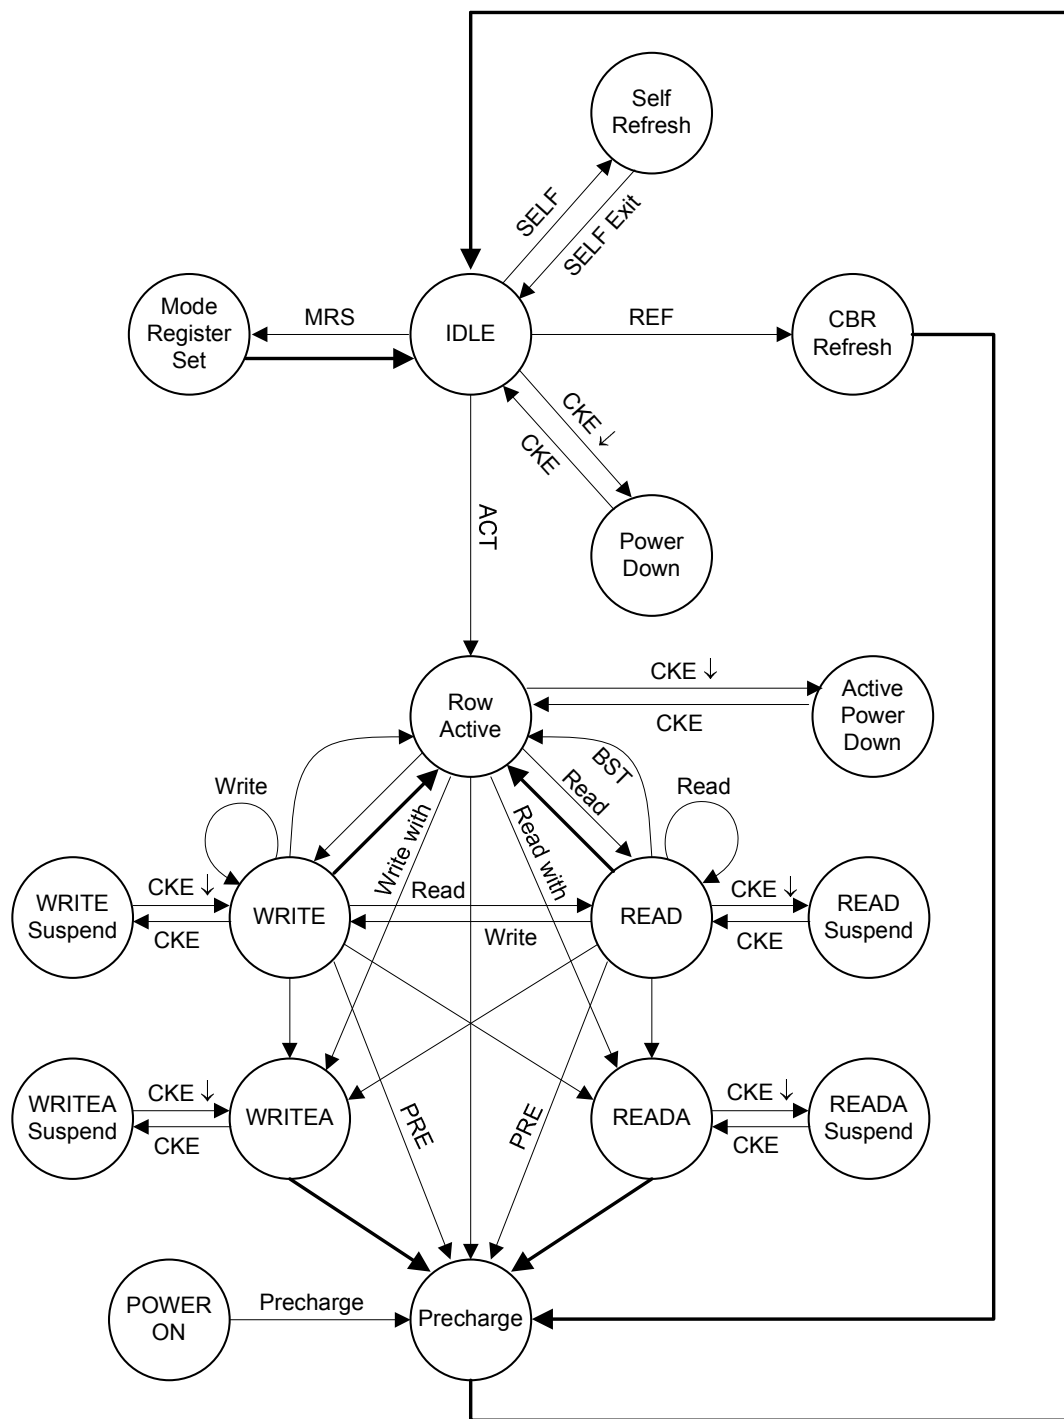 Self
Refresh
SELF
SELF Exit
Mode
Register
Set
MRS
IDLE
REF
CBR
Refresh
CKE ↓
CKE
ACT
Power
Down
Row
Active
CKE ↓
CKE
Active
Power
Down
BST
Read
Write
Read
Write with
Read with
WRITE
Suspend
CKE ↓
CKE
WRITE
Read
Write
READ
CKE ↓
CKE
READ
Suspend
WRITEA
Suspend
CKE ↓
CKE
WRITEA
PRE
PRE
READA
CKE ↓
CKE
READA
Suspend
POWER
ON
Precharge
Precharge